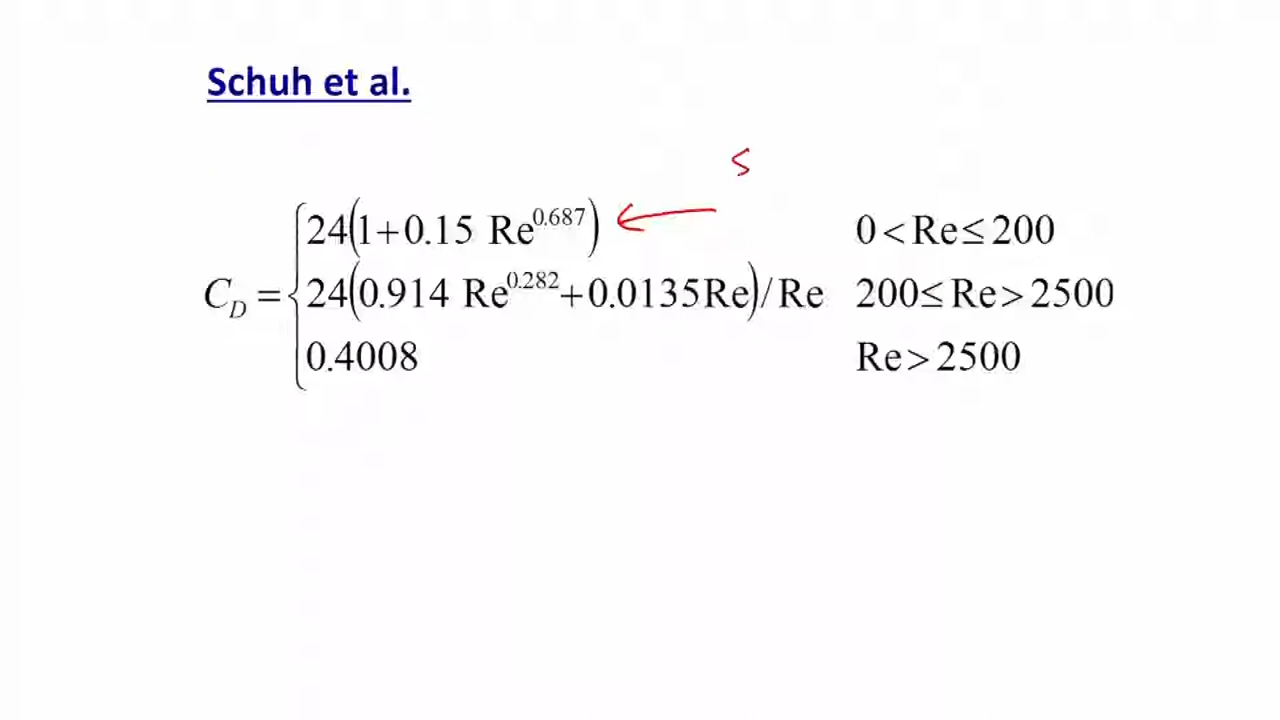 Schuh et al.
S
24(1+0.15 Re^0.687) 0<Re≤200
C_D = { 24(0.914 Re^0.282+0.0135Re)/Re 200≤Re>2500
0.4008 Re>2500